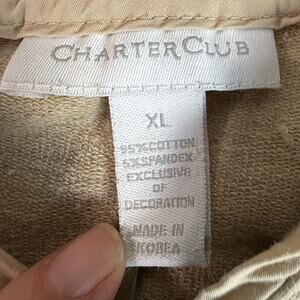 CHARTER CLUB
XL
95% COTTON
5% SPANDEX
EXCLUSIVE
OF
DECORATION
MADE IN
KOREA